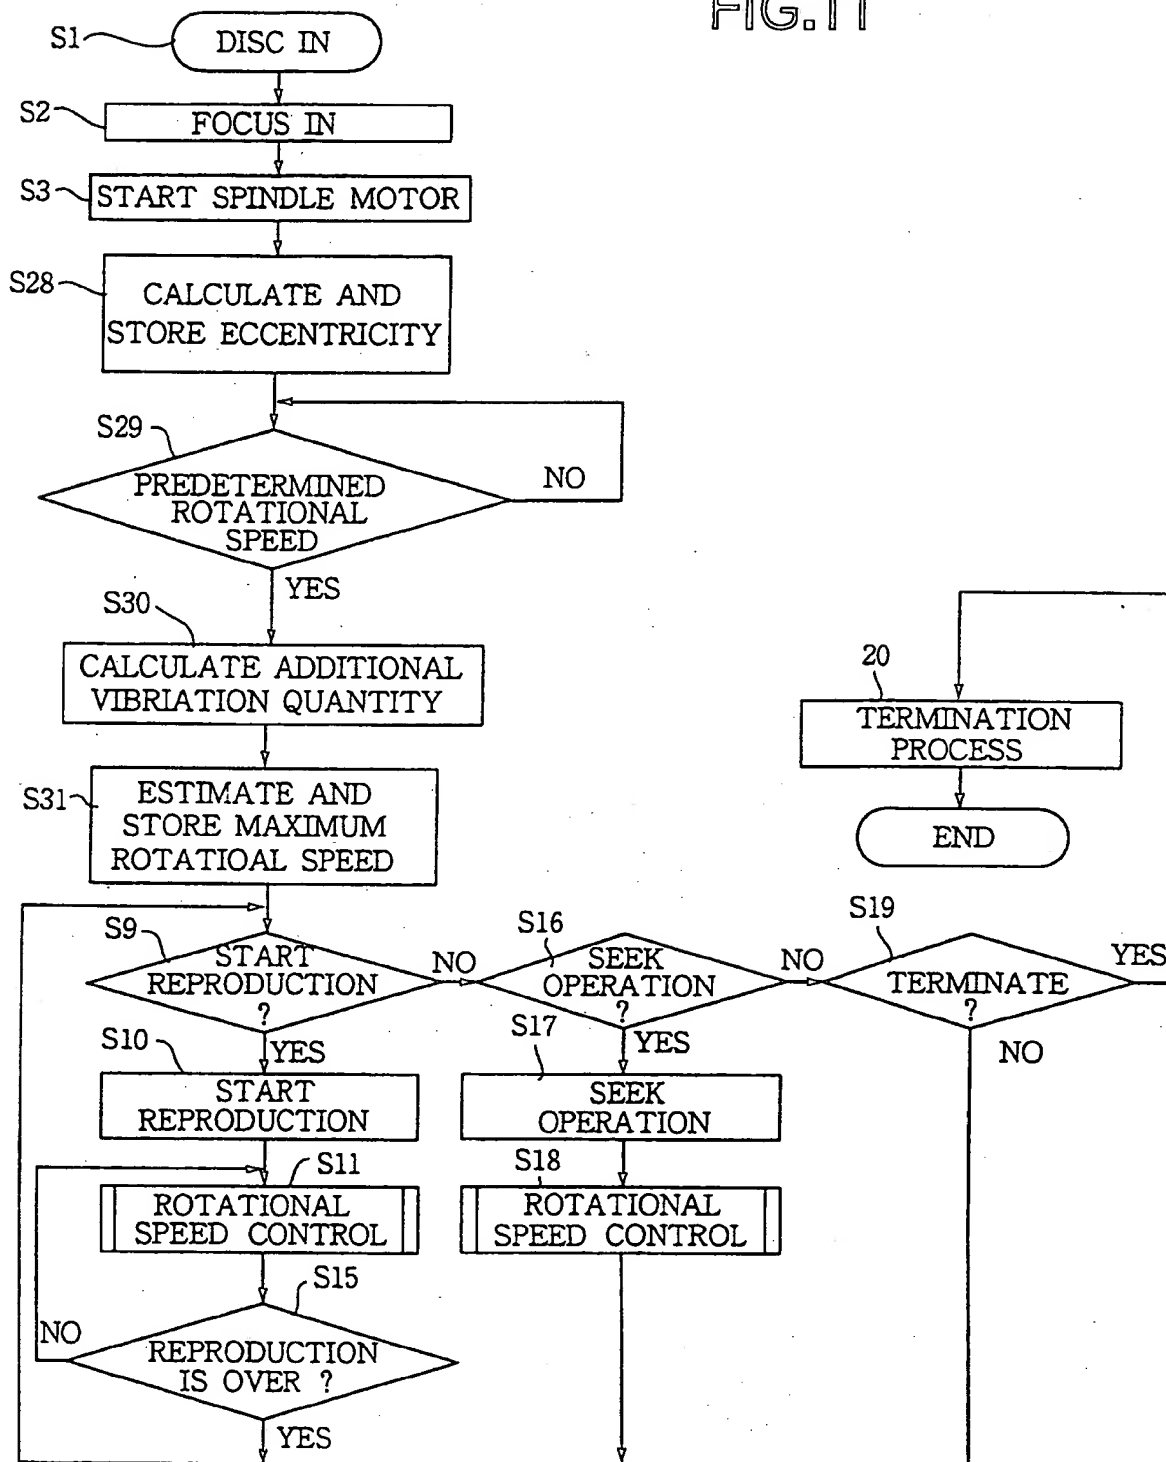 FIG.11
S1
DISC IN
S2
FOCUS IN
S3
START SPINDLE MOTOR
S28
CALCULATE AND
STORE ECCENTRICITY
S29
PREDETERMINED
ROTATIONAL
SPEED
NO
YES
S30
CALCULATE ADDITIONAL
VIBRIATION QUANTITY
20
TERMINATION
PROCESS
END
S31
ESTIMATE AND
STORE MAXIMUM
ROTATIOAL SPEED
S9
START
REPRODUCTION
?
NO
YES
S16
SEEK
OPERATION
?
NO
YES
S19
TERMINATE
?
YES
NO
S10
START
REPRODUCTION
S17
SEEK
OPERATION
S11
ROTATIONAL
SPEED CONTROL
S18
ROTATIONAL
SPEED CONTROL
S15
REPRODUCTION
IS OVER ?
NO
YES